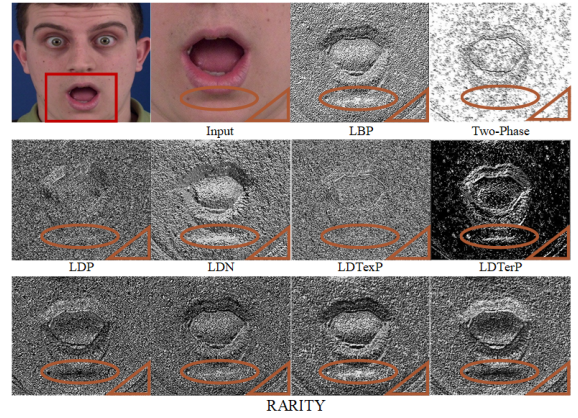 Input
LBP
Two-Phase
LDP
LDN
LDTexP
LDTerP
RARITY